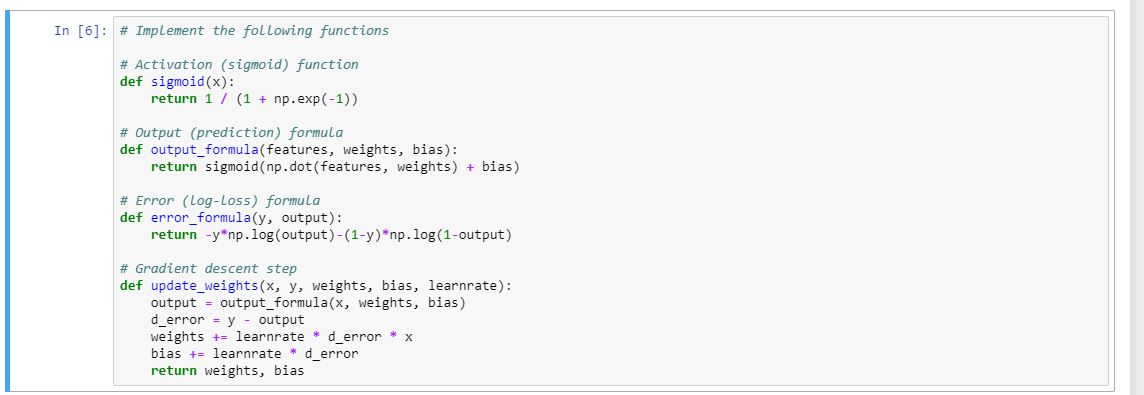 In [6]: # Implement the following functions
# Activation (sigmoid) function
def sigmoid(x):
    return 1 / (1 + np.exp(-1))
# Output (prediction) formula
def output_formula(features, weights, bias):
    return sigmoid(np.dot(features, weights) + bias)
# Error (log-loss) formula
def error_formula(y, output):
    return -y*np.log(output)-(1-y)*np.log(1-output)
# Gradient descent step
def update_weights(x, y, weights, bias, learnrate):
    output = output_formula(x, weights, bias)
    d_error = y - output
    weights += learnrate * d_error * x
    bias += learnrate * d_error
    return weights, bias